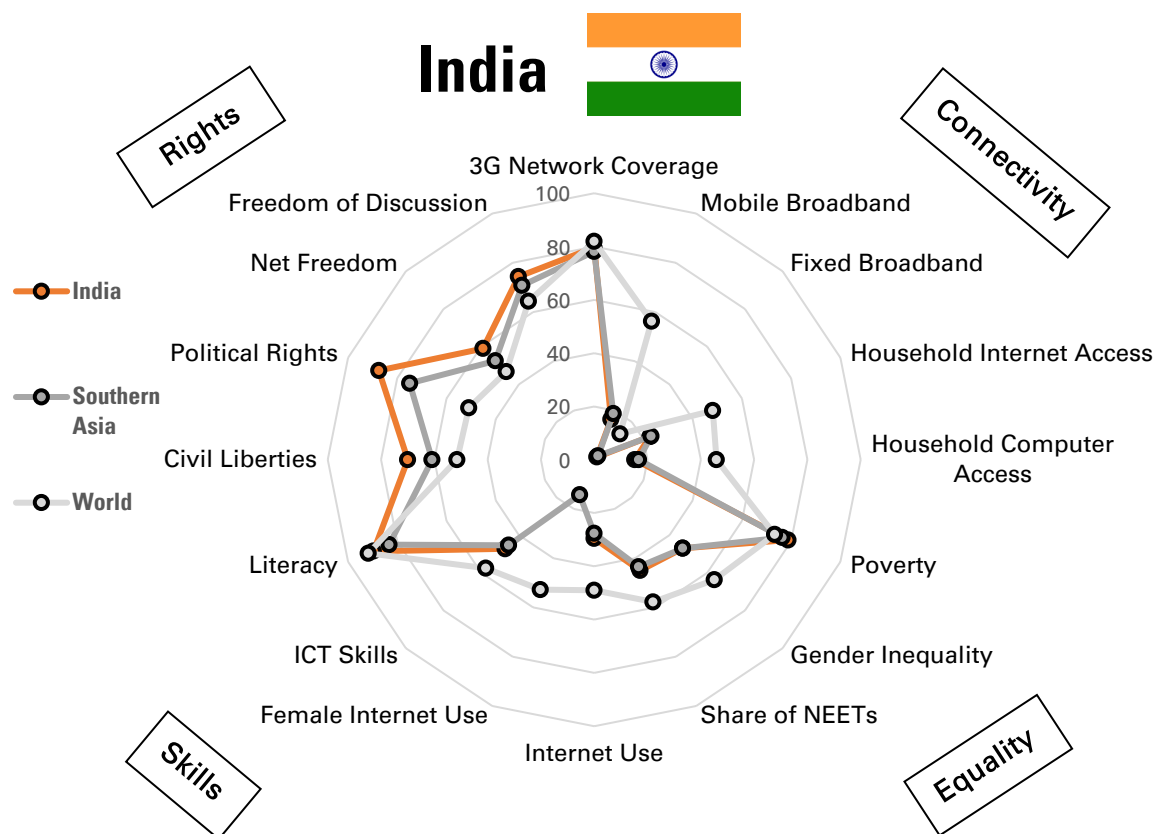 India
Rights
Connectivity
3G Network Coverage
100
Freedom of Discussion
Mobile Broadband
80
Net Freedom
Fixed Broadband
India
60
Political Rights
Household Internet Access
40
Southern
Asia
20
Civil Liberties
0
Household Computer
Access
World
Literacy
Poverty
ICT Skills
Gender Inequality
Female Internet Use
Share of NEETs
Internet Use
Skills
Equality